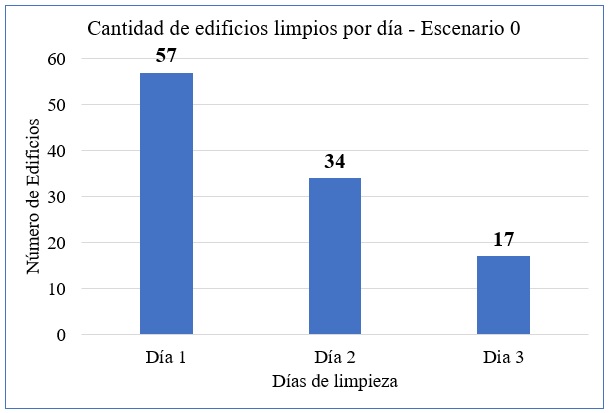 Cantidad de edificios limpios por día - Escenario 0
57
34
17
60
50
40
30
20
10
0
Número de Edificios
Día 1
Día 2
Dia 3
Días de limpieza